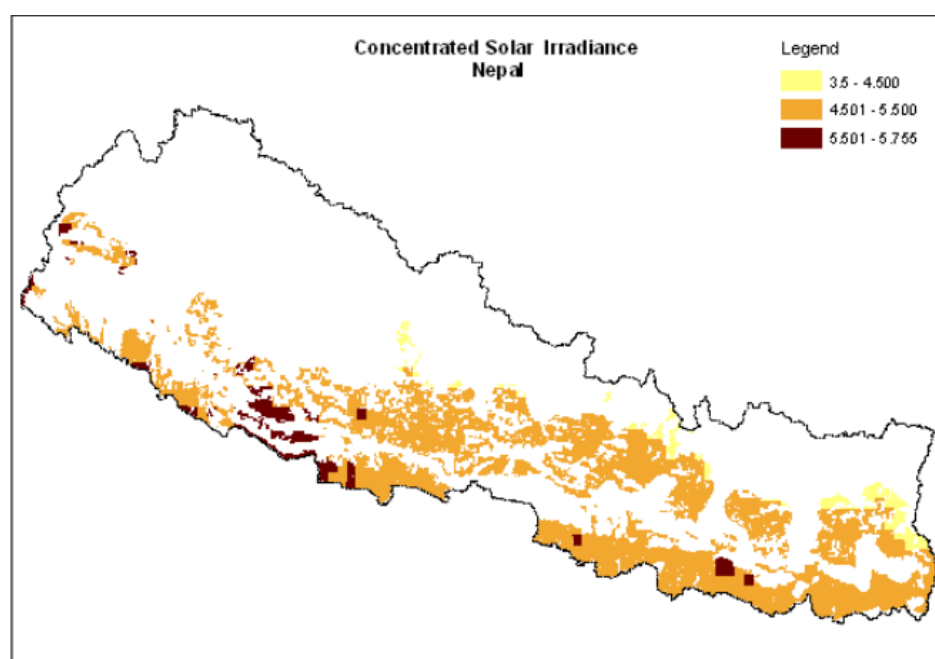 Concentrated Solar Irradiance
Nepal
Legend
3.5 - 4.500
4.501 - 5.500
5.501 - 5.755